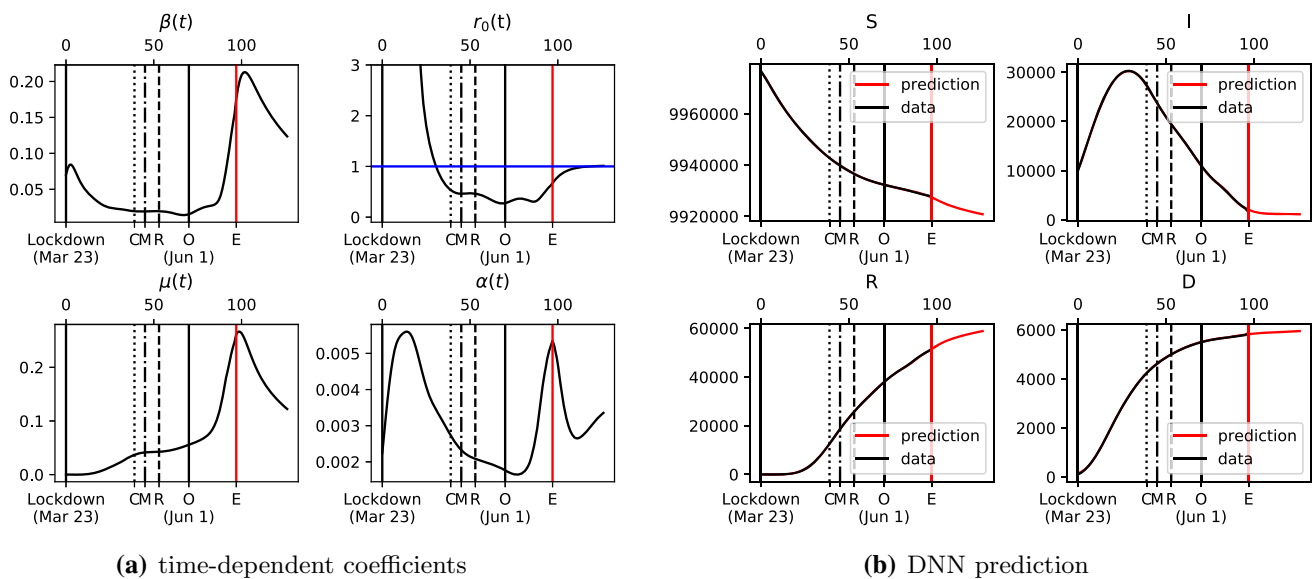 β(t)
0 50 100
0.20
0.15
0.10
0.05
Lockdown CM R O E
(Mar 23) (Jun 1)
r₀(t)
0 50 100
3
2
1
0
Lockdown CM R O E
(Mar 23) (Jun 1)
μ(t)
0 50 100
0.2
0.1
0.0
Lockdown CM R O E
(Mar 23) (Jun 1)
α(t)
0 50 100
0.005
0.004
0.003
0.002
Lockdown CM R O E
(Mar 23) (Jun 1)
(a) time-dependent coefficients
S
0 50 100
prediction
data
9960000
9940000
9920000
Lockdown CM R O E
(Mar 23) (Jun 1)
I
0 50 100
prediction
data
30000
20000
10000
0
Lockdown CM R O E
(Mar 23) (Jun 1)
R
0 50 100
60000
40000
20000
0
prediction
data
Lockdown CM R O E
(Mar 23) (Jun 1)
D
0 50 100
6000
4000
2000
0
prediction
data
Lockdown CM R O E
(Mar 23) (Jun 1)
(b) DNN prediction